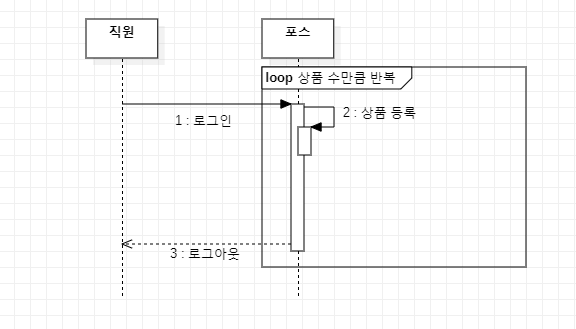 직원
포스
loop 상품 수만큼 반복
1 : 로그인
2 : 상품 등록
3 : 로그아웃